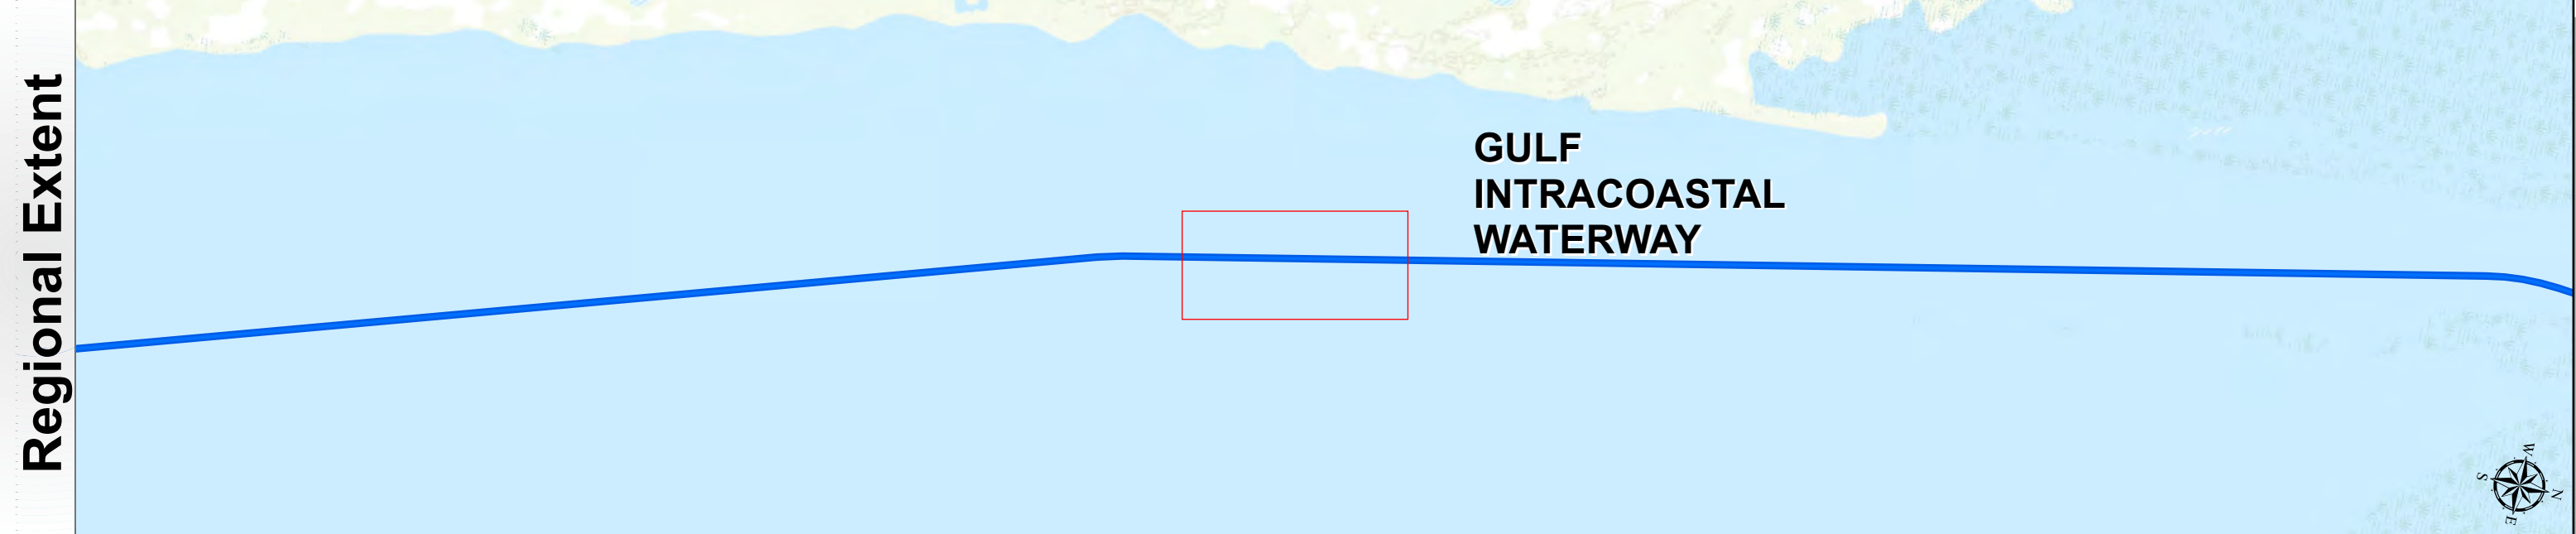 Regional Extent
GULF
INTRACOASTAL
WATERWAY
W
S
N
E